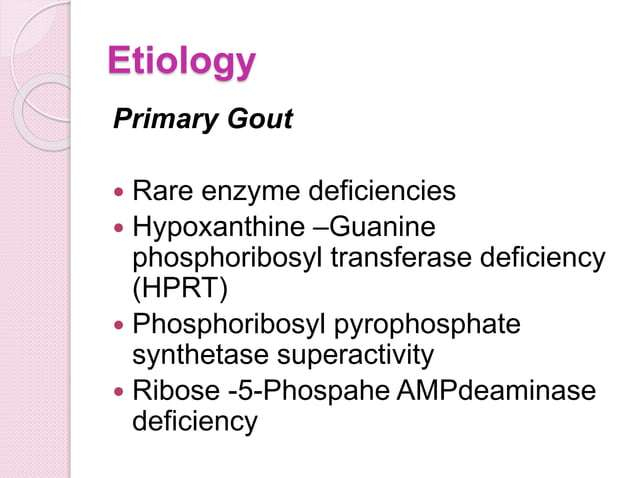 Etiology
Primary Gout
• Rare enzyme deficiencies
• Hypoxanthine –Guanine
phosphoribosyl transferase deficiency
(HPRT)
• Phosphoribosyl pyrophosphate
synthetase superactivity
• Ribose -5-Phospahe AMPdeaminase
deficiency